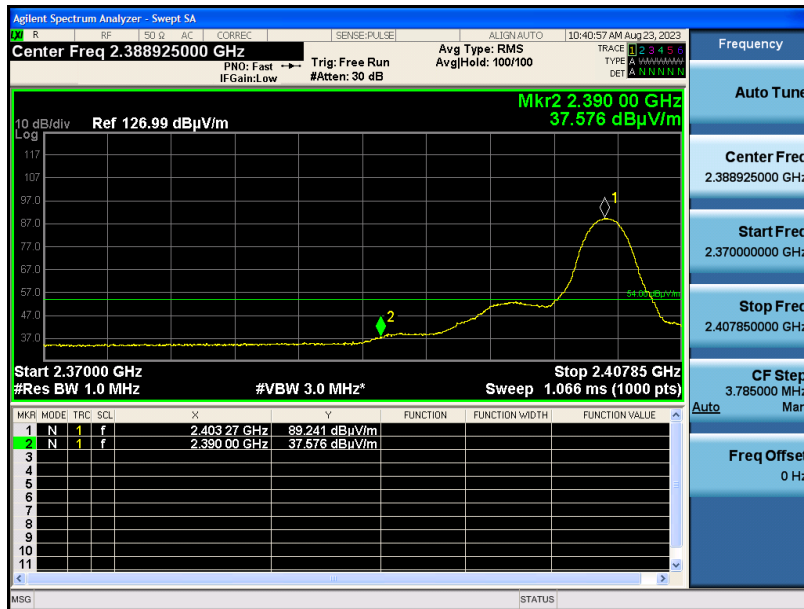 Agilent Spectrum Analyzer - Swept SA
LXI R RF 50 Ω AC CORREC SENSE:PULSE ALIGN AUTO 10:40:57 AM Aug 23, 2023
Center Freq 2.388925000 GHz
PNO: Fast
IFGain:Low
Trig: Free Run
#Atten: 30 dB
Avg Type: RMS
Avg|Hold: 100/100
TRACE 1 2 3 4 5 6
TYPE A WWWWW
DET A N N N N N
Mkr2 2.390 00 GHz
37.576 dBµV/m
10 dB/div Ref 126.99 dBµV/m
Log
117
107
97.0
87.0
77.0
67.0
57.0
47.0
37.0
1
2
54.00 dBµV/m
Start 2.37000 GHz Stop 2.40785 GHz
#Res BW 1.0 MHz #VBW 3.0 MHz* Sweep 1.066 ms (1000 pts)
MKR MODE TRC SCL X Y FUNCTION FUNCTION WIDTH FUNCTION VALUE
1 N 1 f 2.403 27 GHz 89.241 dBµV/m
2 N 1 f 2.390 00 GHz 37.576 dBµV/m
3
4
5
6
7
8
9
10
11
MSG STATUS
Frequency
Auto Tune
Center Freq
2.388925000 GHz
Start Freq
2.370000000 GHz
Stop Freq
2.407850000 GHz
CF Step
3.785000 MHz
Auto Man
Freq Offset
0 Hz